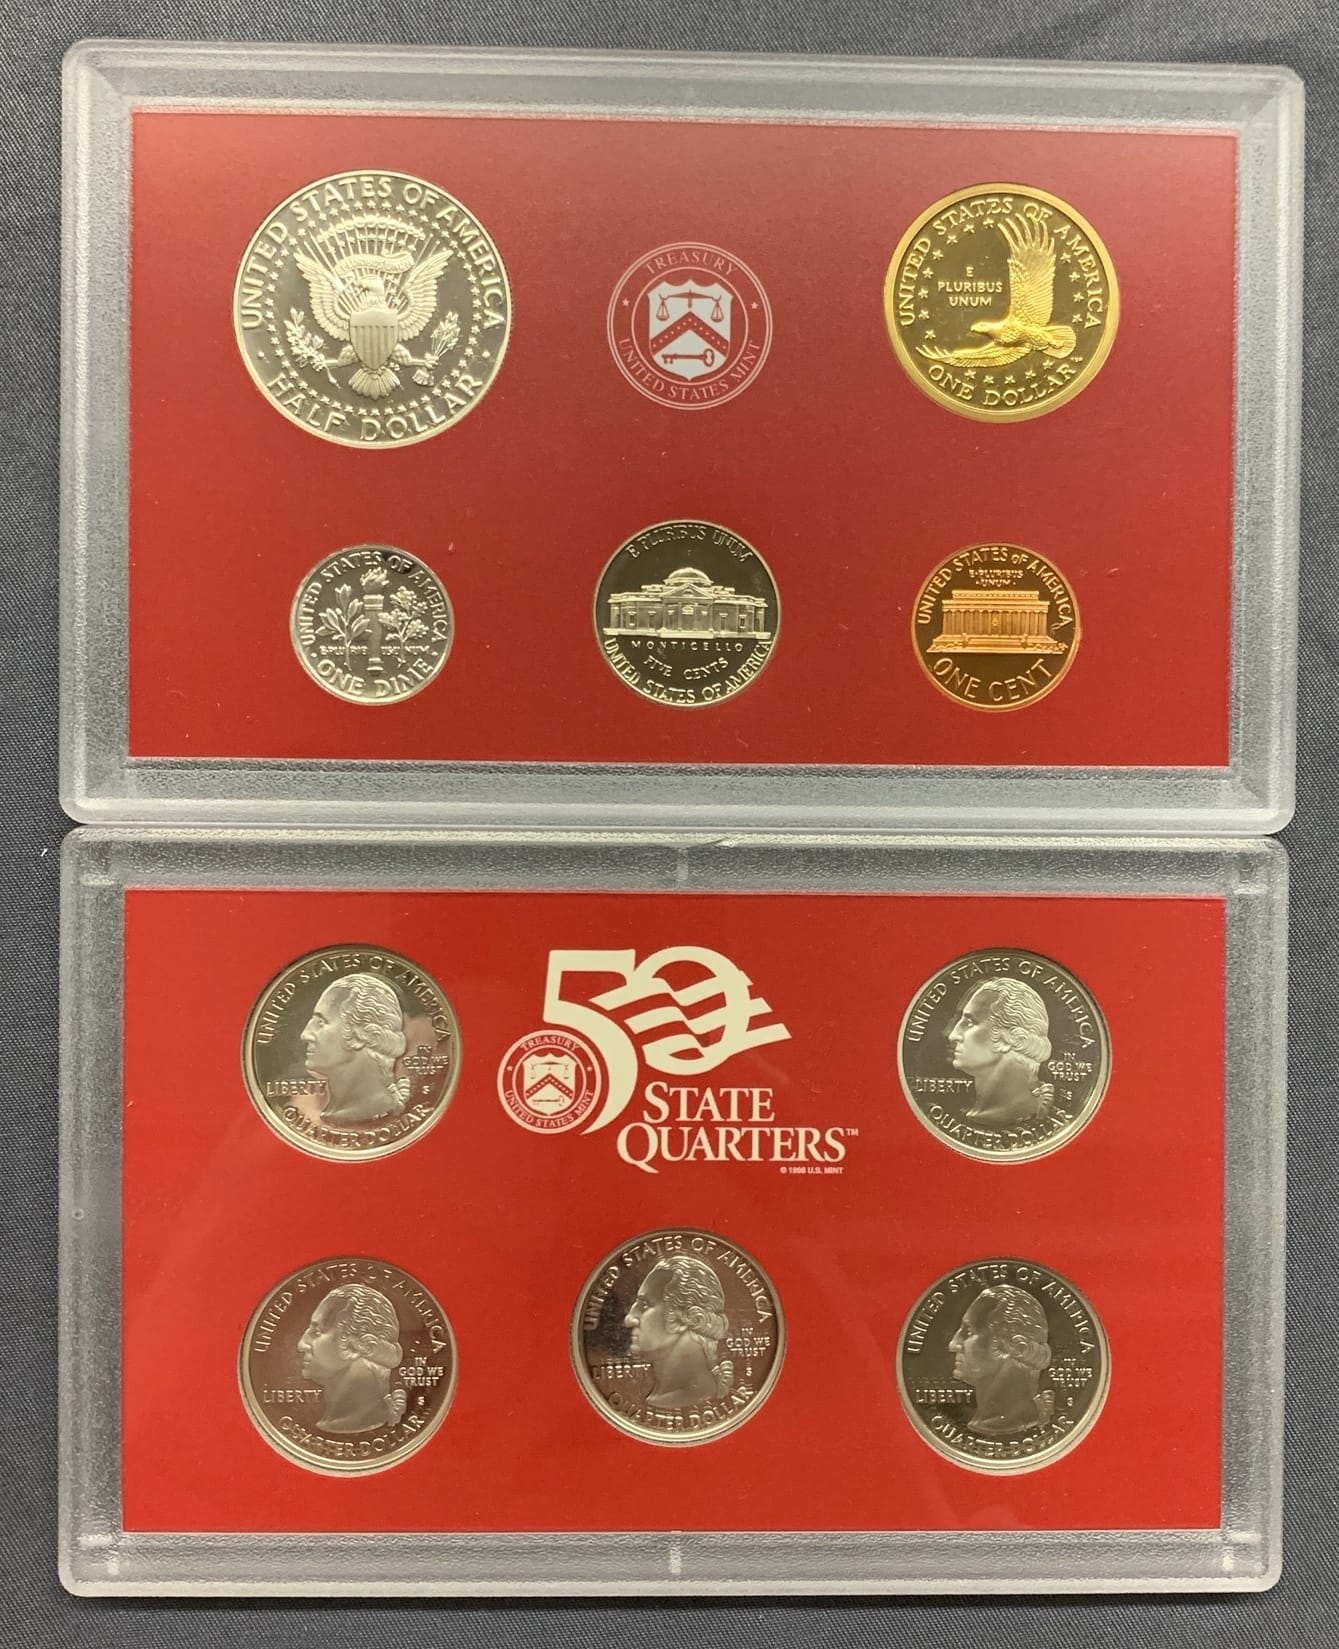 UNITED STATES OF AMERICA
HALF DOLLAR
TREASURY
UNITED STATES MINT
UNITED STATES OF AMERICA
E
PLURIBUS
UNUM
ONE DOLLAR
UNITED STATES OF AMERICA
E PLURIBUS UNUM
ONE DIME
E PLURIBUS UNUM
MONTICELLO
FIVE CENTS
UNITED STATES OF AMERICA
UNITED STATES OF AMERICA
E·PLURIBUS
UNUM·
ONE CENT
UNITED STATES OF AMERICA
IN
GOD WE
TRUST
LIBERTY
S
QUARTER DOLLAR
50
TREASURY
UNITED STATES MINT
STATE
QUARTERS™
© 1998 U.S. MINT
UNITED STATES OF AMERICA
IN
GOD WE
TRUST
LIBERTY
S
QUARTER DOLLAR
UNITED STATES OF AMERICA
IN
GOD WE
TRUST
LIBERTY
S
QUARTER DOLLAR
UNITED STATES OF AMERICA
IN
GOD WE
TRUST
LIBERTY
S
QUARTER DOLLAR
UNITED STATES OF AMERICA
IN
GOD WE
TRUST
LIBERTY
S
QUARTER DOLLAR